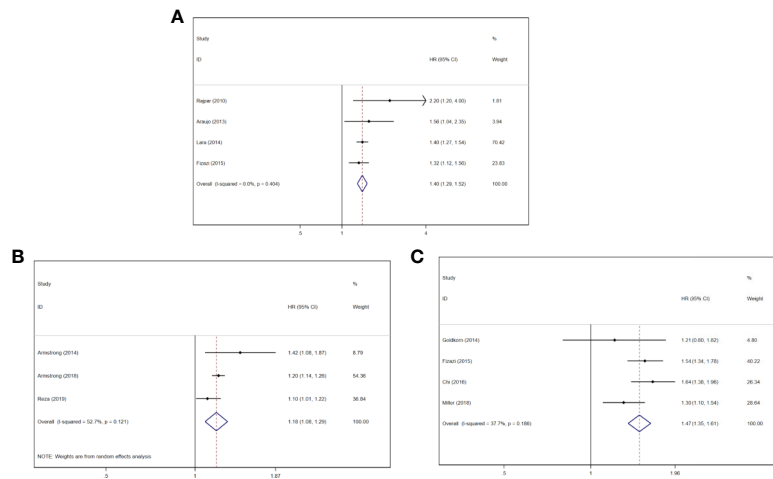 A
Study %
ID HR (95% CI) Weight
Rajpar (2010) 2.20 (1.20, 4.00) 1.81
Araujo (2013) 1.56 (1.04, 2.35) 3.94
Lara (2014) 1.40 (1.27, 1.54) 70.42
Fizazi (2015) 1.32 (1.12, 1.56) 23.83
Overall (I-squared = 0.0%, p = 0.404) 1.40 (1.29, 1.52) 100.00
.5 1 4
B
Study %
ID HR (95% CI) Weight
Armstrong (2014) 1.42 (1.08, 1.87) 8.79
Armstrong (2018) 1.20 (1.14, 1.26) 54.36
Reza (2019) 1.10 (1.01, 1.22) 36.84
Overall (I-squared = 52.7%, p = 0.121) 1.18 (1.08, 1.29) 100.00
NOTE: Weights are from random effects analysis
.5 1 1.87
C
Study %
ID HR (95% CI) Weight
Goldkorn (2014) 1.21 (0.80, 1.82) 4.80
Fizazi (2015) 1.54 (1.34, 1.78) 40.22
Chi (2016) 1.64 (1.38, 1.96) 26.34
Miller (2018) 1.30 (1.10, 1.54) 28.64
Overall (I-squared = 37.7%, p = 0.186) 1.47 (1.35, 1.61) 100.00
.5 1 1.96